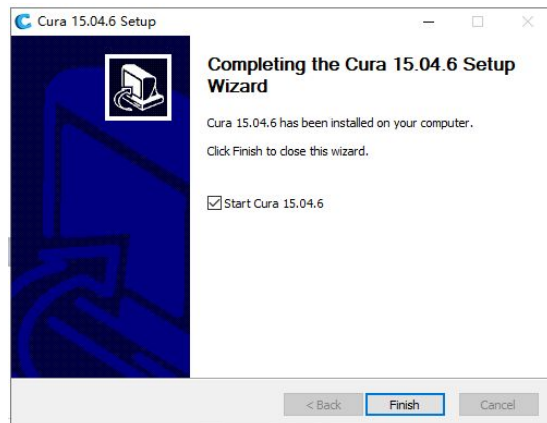 Cura 15.04.6 Setup
Completing the Cura 15.04.6 Setup
Wizard
Cura 15.04.6 has been installed on your computer.
Click Finish to close this wizard.
Start Cura 15.04.6
< Back Finish Cancel